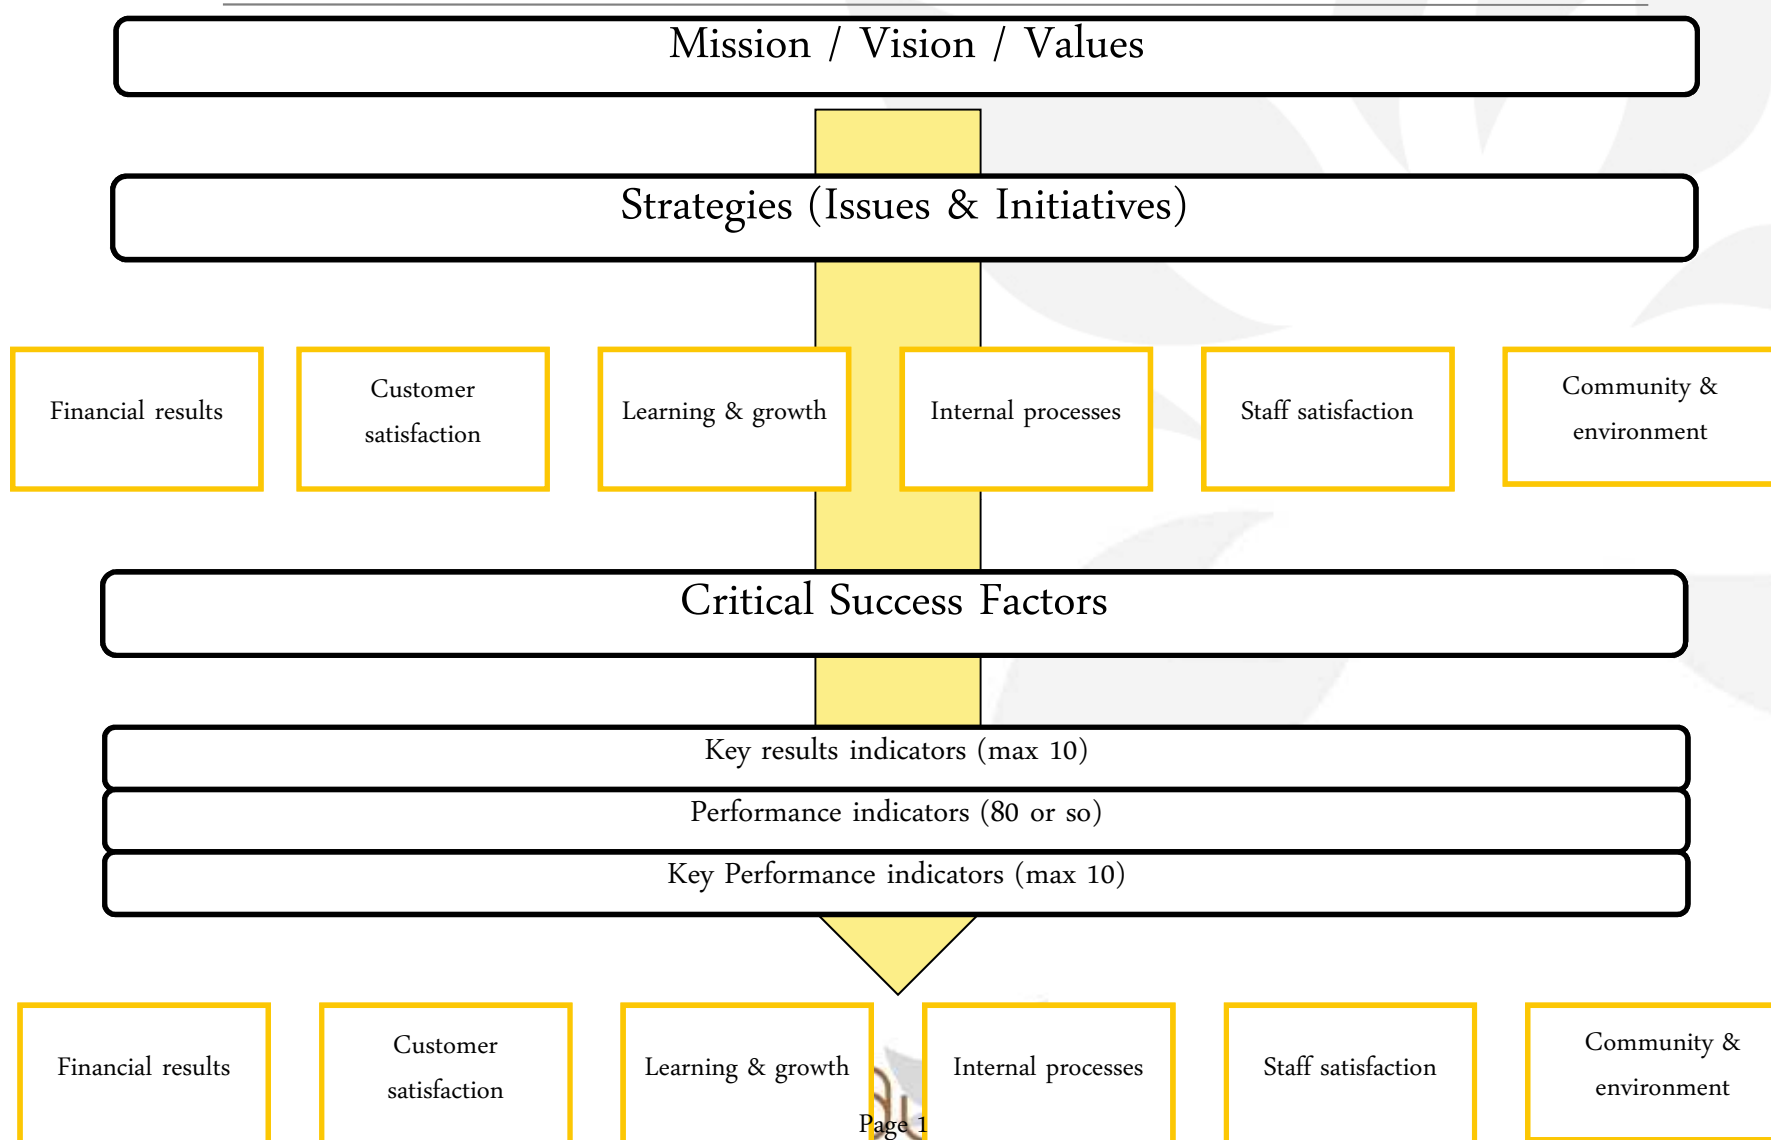 Mission / Vision / Values
Strategies (Issues & Initiatives)
Financial results
Customer
satisfaction
Learning & growth
Internal processes
Staff satisfaction
Community &
environment
Critical Success Factors
Key results indicators (max 10)
Performance indicators (80 or so)
Key Performance indicators (max 10)
Financial results
Customer
satisfaction
Learning & growth
Internal processes
Staff satisfaction
Community &
environment
Page 1